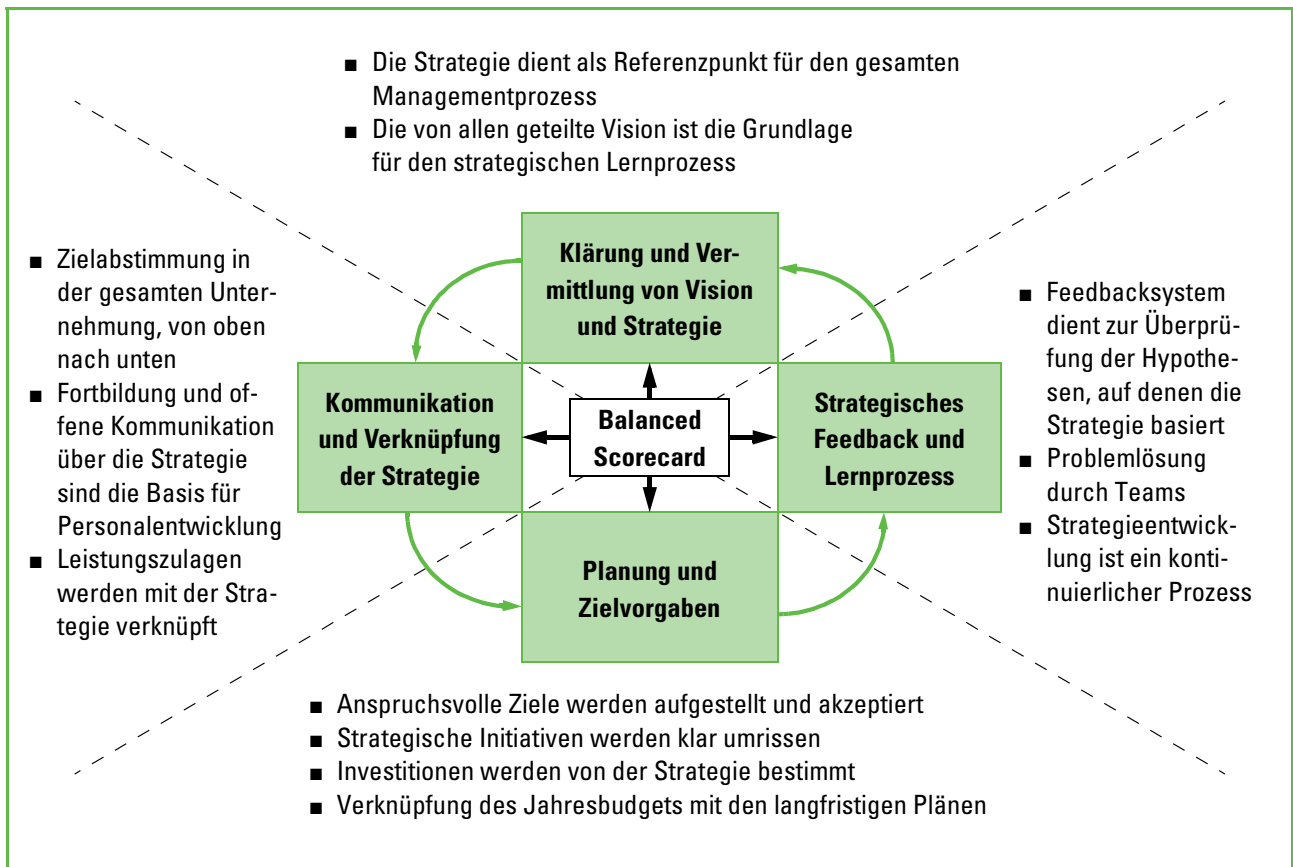 ■ Die Strategie dient als Referenzpunkt für den gesamten
Managementprozess
■ Die von allen geteilte Vision ist die Grundlage
für den strategischen Lernprozess
Klärung und Ver-
mittlung von Vision
und Strategie
■ Zielabstimmung in
der gesamten Unter-
nehmung, von oben
nach unten
■ Fortbildung und of-
fene Kommunikation
über die Strategie
sind die Basis für
Personalentwicklung
■ Leistungszulagen
werden mit der Stra-
tegie verknüpft
Kommunikation
und Verknüpfung
der Strategie
Balanced
Scorecard
Strategisches
Feedback und
Lernprozess
■ Feedbacksystem
dient zur Überprü-
fung der Hypothe-
sen, auf denen die
Strategie basiert
■ Problemlösung
durch Teams
■ Strategieentwick-
lung ist ein konti-
nuierlicher Prozess
Planung und
Zielvorgaben
■ Anspruchsvolle Ziele werden aufgestellt und akzeptiert
■ Strategische Initiativen werden klar umrissen
■ Investitionen werden von der Strategie bestimmt
■ Verknüpfung des Jahresbudgets mit den langfristigen Plänen